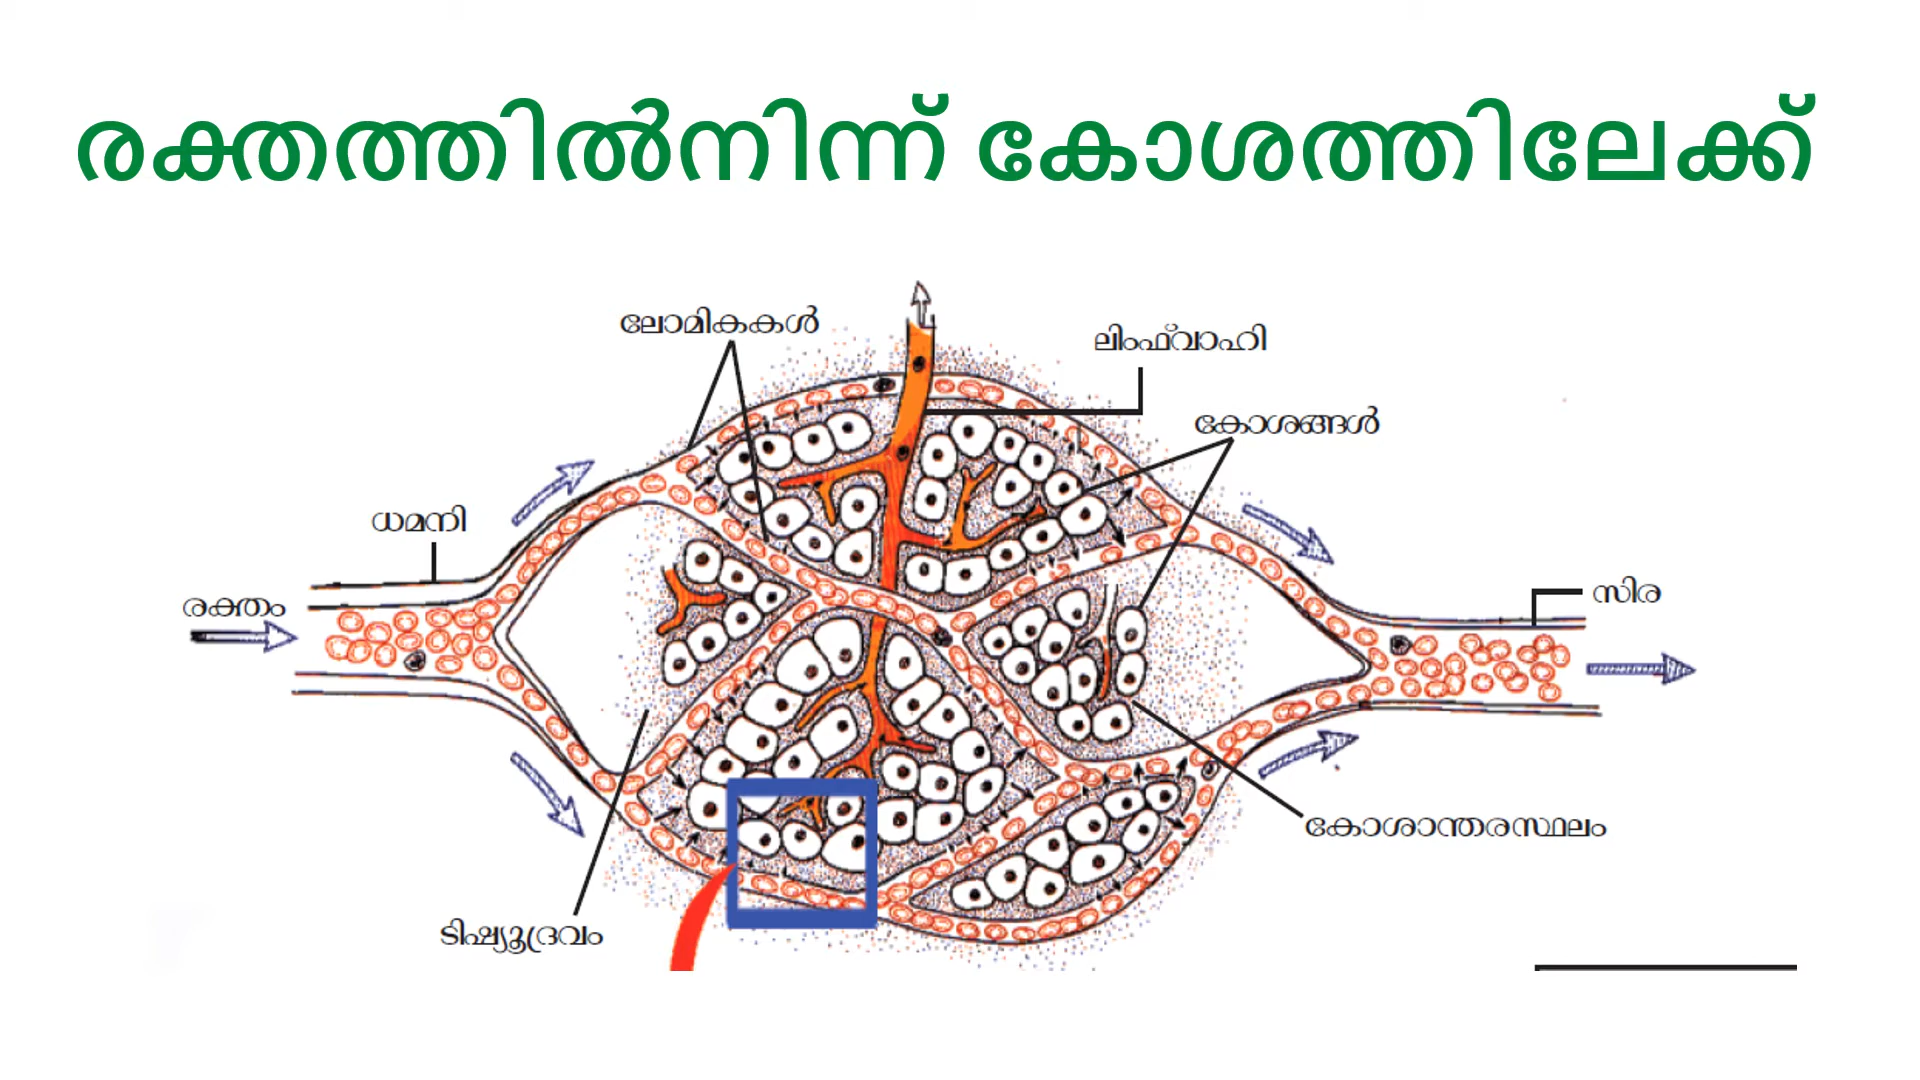 രക്തത്തിൽനിന്ന് കോശത്തിലേക്ക്
ലോമികകൾ
ലിംഫ്‌വാഹി
കോശങ്ങൾ
ധമനി
രക്തം
സിര
കോശാന്തരസ്ഥലം
ടിഷ്യൂദ്രവം